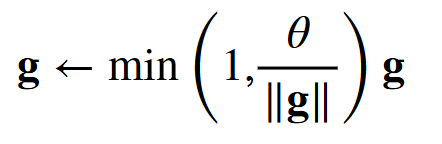 g ← min (1, θ / ‖g‖) g